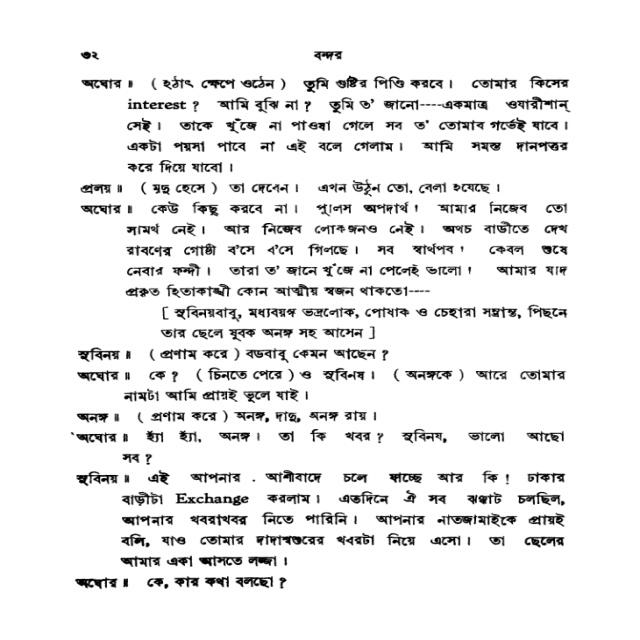 ৩২ বন্দর
অঘোর॥ ( হঠাৎ ক্ষেপে ওঠেন ) তুমি গুষ্টির পিণ্ডি করবে। তোমার কিসের
interest ? আমি বুঝি না ? তুমি ত’ জানো----একমাত্র ওয়ারীশান্
সেই। তাকে খুঁজে না পাওয়া গেলে সব ত’ তোমাব গর্ভেই যাবে।
একটা পয়সা পাবে না এই বলে গেলাম। আমি সমস্ত দানপত্তর
করে দিয়ে যাবো।
প্রলয়॥ ( মৃদু হেসে ) তা দেবেন। এখন উঠুন তো, বেলা হযেছে।
অঘোর॥ কেউ কিছু করবে না। পুলিস অপদার্থ! আমার নিজেব তো
সামর্থ নেই। আর নিজেব লোকজনও নেই। অথচ বাডীতে দেখ
রাবণের গোষ্ঠী ব’সে ব’সে গিলছে। সব স্বার্থপব! কেবল শুষে
নেবার ফন্দী। তারা ত’ জানে খুঁজে না পেলেই ভালো! আমার যদি
প্রকৃত হিতাকাঙ্খী কোন আত্মীয় স্বজন থাকতো----
[ সুবিনয়বাবু, মধ্যবয়স্ক ভদ্রলোক, পোষাক ও চেহারা সম্ভ্রান্ত, পিছনে
তার ছেলে যুবক অনঙ্গ সহ আসেন ]
সুবিনয়॥ ( প্রণাম করে ) বডবাবু কেমন আছেন ?
অঘোর॥ কে ? ( চিনতে পেরে ) ও সুবিনয। ( অনঙ্গকে ) আরে তোমার
নামটা আমি প্রায়ই ভুলে যাই।
অনঙ্গ॥ ( প্রণাম করে ) অনঙ্গ, দাদু, অনঙ্গ রায়।
অঘোর॥ হ্যাঁ হ্যাঁ, অনঙ্গ। তা কি খবর ? সুবিনয, ভালো আছো
সব ?
সুবিনয়॥ এই আপনার আশীবাদে চলে যাচ্ছে আর কি! ঢাকার
বাড়ীটা Exchange করলাম। এতদিনে ঐ সব ঝঞ্ঝাট চলছিল,
আপনার খবরাখবর নিতে পারিনি। আপনার নাতজামাইকে প্রায়ই
বলি, যাও তোমার দাদাশ্বশুরের খবরটা নিয়ে এসো। তা ছেলের
আমার একা আসতে লজ্জা।
অঘোর॥ কে, কার কথা বলছো ?